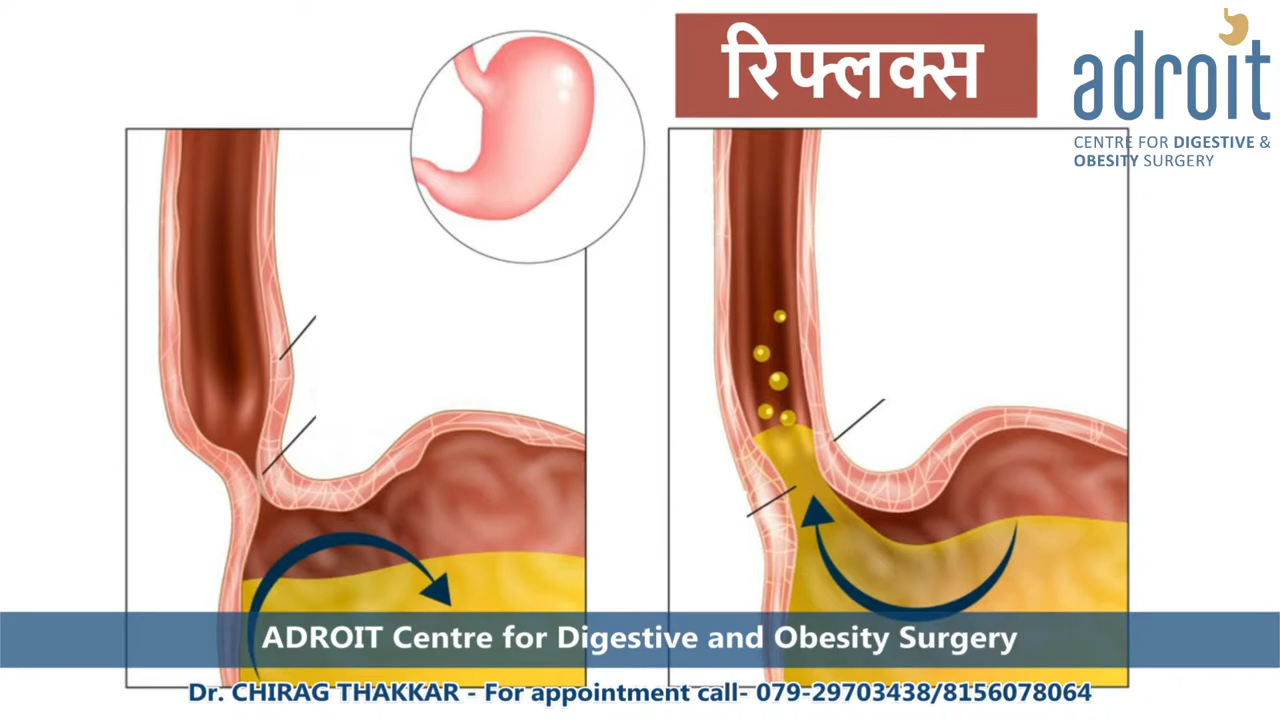 रिफ्लक्स
adroit
CENTRE FOR DIGESTIVE &
OBESITY SURGERY
ADROIT Centre for Digestive and Obesity Surgery
Dr. CHIRAG THAKKAR - For appointment call- 079-29703438/8156078064